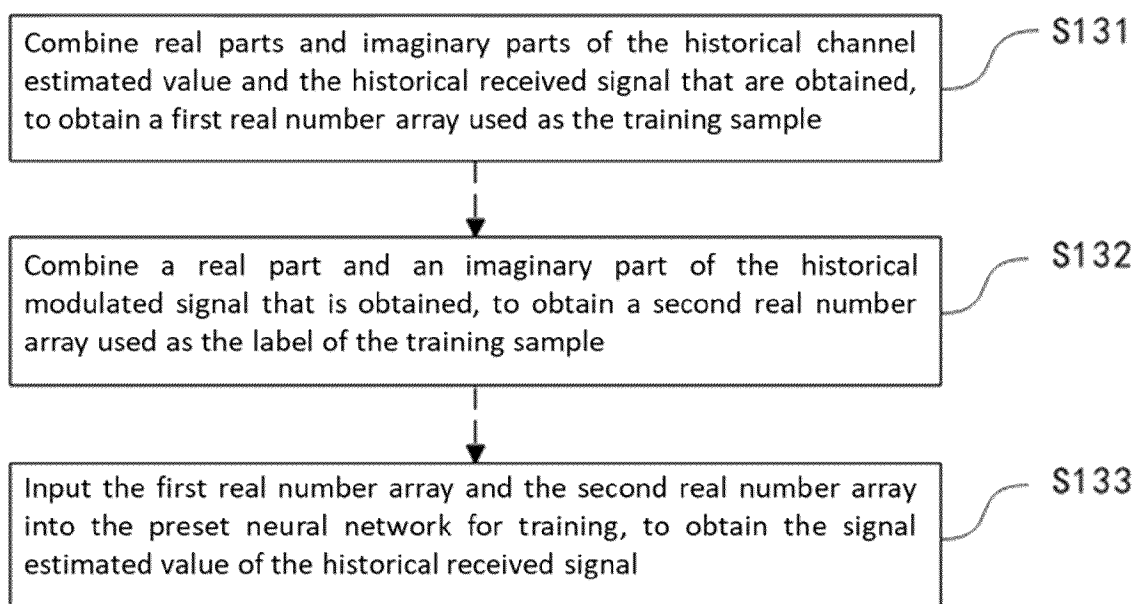 Combine real parts and imaginary parts of the historical channel
estimated value and the historical received signal that are obtained,
to obtain a first real number array used as the training sample
S131
Combine a real part and an imaginary part of the historical
modulated signal that is obtained, to obtain a second real number
array used as the label of the training sample
S132
Input the first real number array and the second real number array
into the preset neural network for training, to obtain the signal
estimated value of the historical received signal
S133